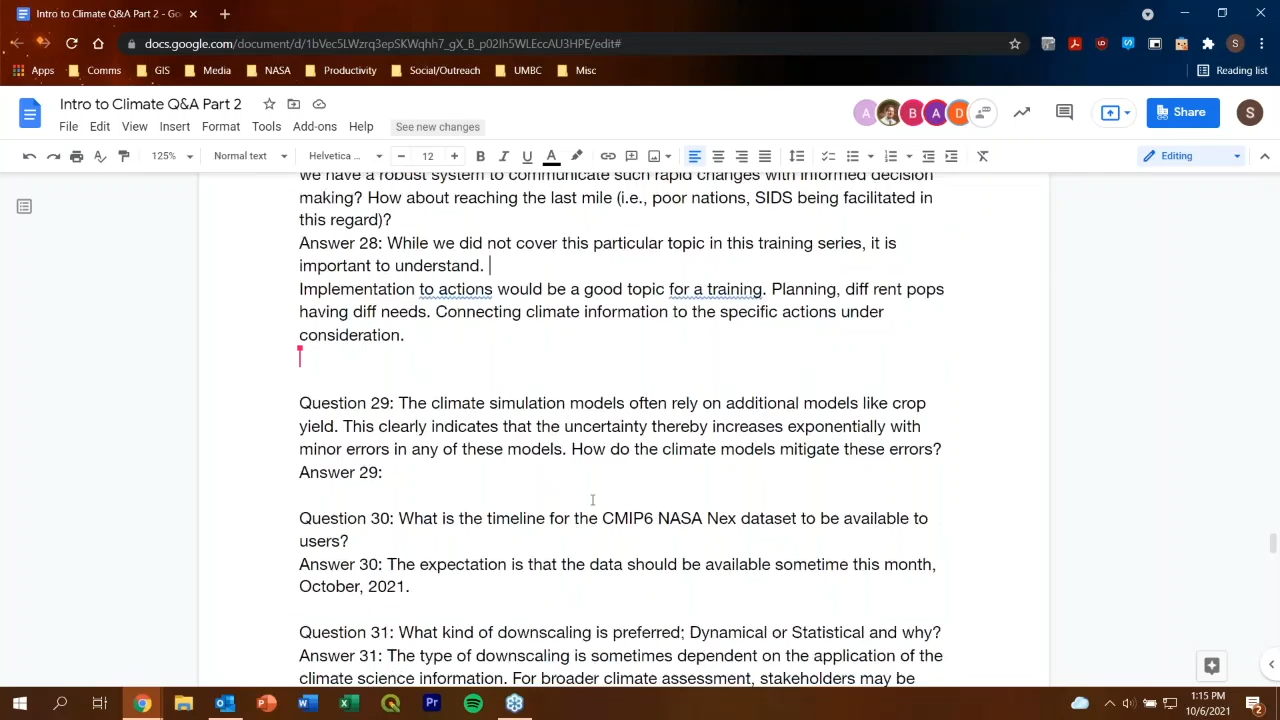 Intro to Climate Q&A Part 2 - Go
docs.google.com/document/d/1bVec5LWzrq3epSKWqhh7_gX_B_p02Ih5WLEccAU3HPE/edit#
S
Apps Comms GIS Media NASA Productivity Social/Outreach UMBC Misc Reading list
Intro to Climate Q&A Part 2
A B A D Share S
File Edit View Insert Format Tools Add-ons Help See new changes
125% Normal text Helvetica ... 12 B I U A Editing
we have a robust system to communicate such rapid changes with informed decision
making? How about reaching the last mile (i.e., poor nations, SIDS being facilitated in
this regard)?
Answer 28: While we did not cover this particular topic in this training series, it is
important to understand.
Implementation to actions would be a good topic for a training. Planning, diff rent pops
having diff needs. Connecting climate information to the specific actions under
consideration.
Question 29: The climate simulation models often rely on additional models like crop
yield. This clearly indicates that the uncertainty thereby increases exponentially with
minor errors in any of these models. How do the climate models mitigate these errors?
Answer 29:
Question 30: What is the timeline for the CMIP6 NASA Nex dataset to be available to
users?
Answer 30: The expectation is that the data should be available sometime this month,
October, 2021.
Question 31: What kind of downscaling is preferred; Dynamical or Statistical and why?
Answer 31: The type of downscaling is sometimes dependent on the application of the
climate science information. For broader climate assessment, stakeholders may be
1:15 PM
10/6/2021
2